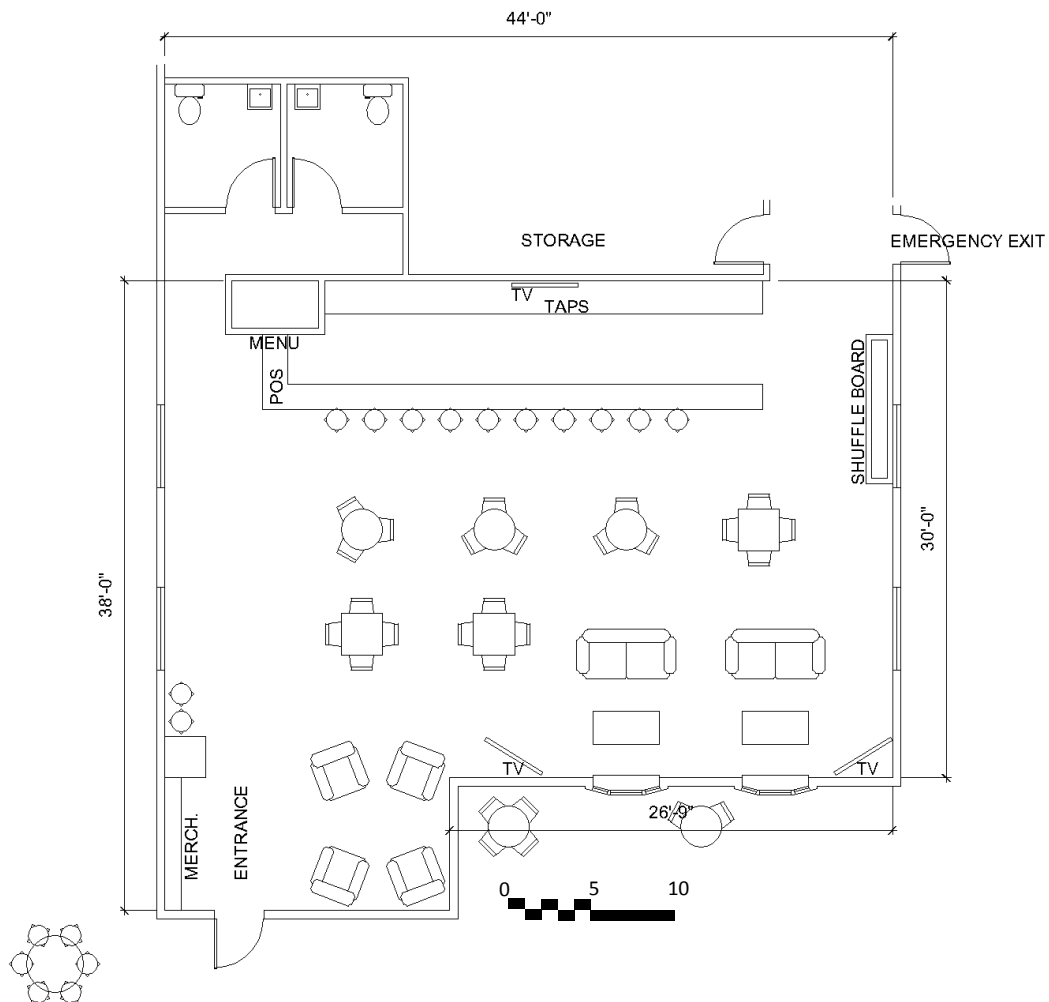 44'-0"
STORAGE
EMERGENCY EXIT
TV
TAPS
MENU
POS
SHUFFLE BOARD
38'-0"
30'-0"
TV
TV
MERCH.
ENTRANCE
26'-9"
0 5 10